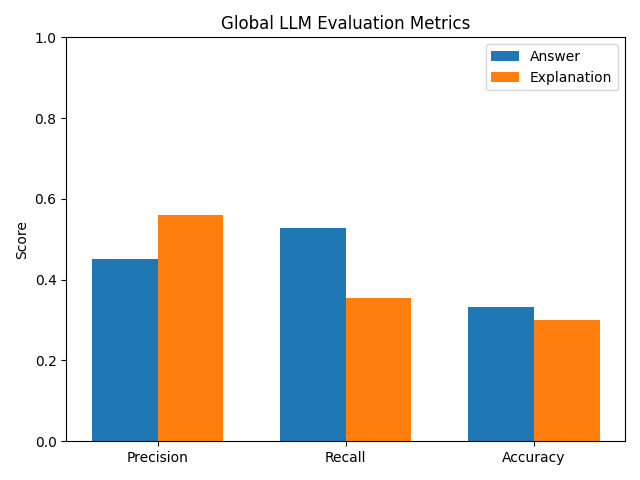 Global LLM Evaluation Metrics
1.0
Answer
Explanation
0.8
0.6
Score
0.4
0.2
0.0
Precision Recall Accuracy